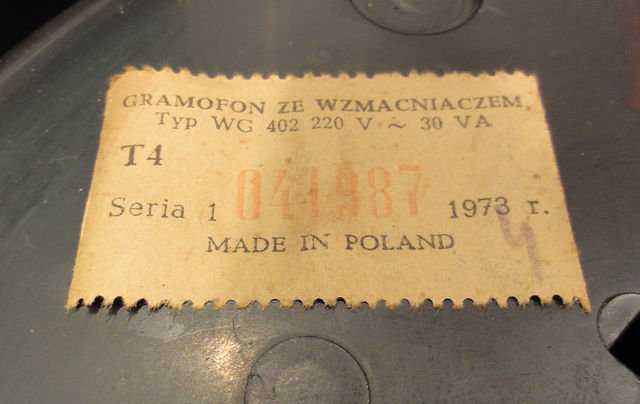 GRAMOFON ZE WZMACNIACZEM
Typ WG 402 220 V ~ 30 VA
T4
Seria 1 041987 1973 r.
MADE IN POLAND